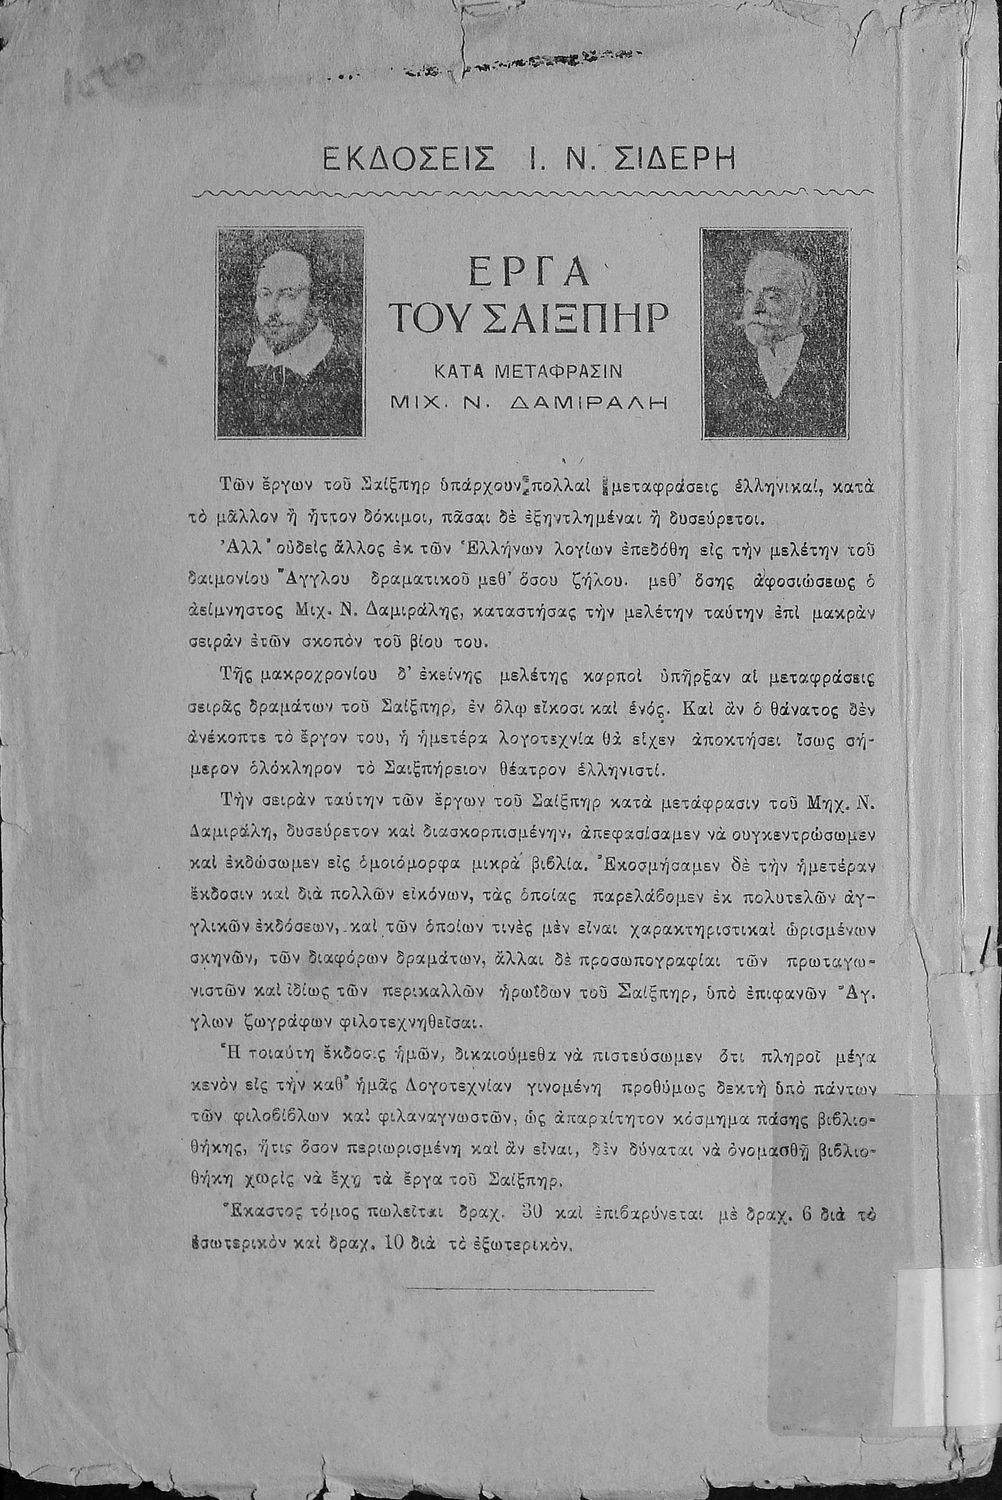 ΕΚΔΟΣΕΙΣ Ι. Ν. ΣΙΔΕΡΗ
ΕΡΓΑ
ΤΟΥ ΣΑΙΞΠΗΡ
ΚΑΤΑ ΜΕΤΑΦΡΑΣΙΝ
ΜΙΧ. Ν. ΔΑΜΙΡΑΛΗ
Τῶν ἔργων τοῦ Σαίξπηρ ὑπάρχουν πολλαὶ μεταφράσεις ἑλληνικαί, κατὰ
τὸ μᾶλλον ἢ ἧττον δόκιμοι, πᾶσαι δὲ ἐξηντλημέναι ἢ δυσεύρετοι.
Ἀλλ' οὐδεὶς ἄλλος ἐκ τῶν Ἑλλήνων λογίων ἐπεδόθη εἰς τὴν μελέτην τοῦ
δαιμονίου Ἄγγλου δραματικοῦ μεθ' ὅσου ζήλου. μεθ' ὅσης ἀφοσιώσεως ὁ
ἀείμνηστος Μιχ. Ν. Δαμιράλης, καταστήσας τὴν μελέτην ταύτην ἐπὶ μακρὰν
σειρὰν ἐτῶν σκοπὸν τοῦ βίου του.
Τῆς μακροχρονίου δ' ἐκείνης μελέτης καρποὶ ὑπῆρξαν αἱ μεταφράσεις
σειρᾶς δραμάτων τοῦ Σαίξπηρ, ἐν ὅλῳ εἴκοσι καὶ ἑνός. Καὶ ἂν ὁ θάνατος δὲν
ἀνέκοπτε τὸ ἔργον του, ἡ ἡμετέρα λογοτεχνία θὰ εἶχεν ἀποκτήσει ἴσως σή-
μερον ὁλόκληρον τὸ Σαιξπήρειον θέατρον ἑλληνιστί.
Τὴν σειρὰν ταύτην τῶν ἔργων τοῦ Σαίξπηρ κατὰ μετάφρασιν τοῦ Μηχ. Ν.
Δαμιράλη, δυσεύρετον καὶ διασκορπισμένην, ἀπεφασίσαμεν νὰ συγκεντρώσωμεν
καὶ ἐκδώσωμεν εἰς ὁμοιόμορφα μικρὰ βιβλία. Ἐκοσμήσαμεν δὲ τὴν ἡμετέραν
ἔκδοσιν καὶ διὰ πολλῶν εἰκόνων, τὰς ὁποίας παρελάβομεν ἐκ πολυτελῶν ἀγ-
γλικῶν ἐκδόσεων, καὶ τῶν ὁποίων τινὲς μὲν εἶναι χαρακτηριστικαὶ ὡρισμένων
σκηνῶν, τῶν διαφόρων δραμάτων, ἄλλαι δὲ προσωπογραφίαι τῶν πρωταγω-
νιστῶν καὶ ἰδίως τῶν περικαλλῶν ἡρωΐδων τοῦ Σαίξπηρ, ὑπὸ ἐπιφανῶν Ἄγ.
γλων ζωγράφων φιλοτεχνηθεῖσαι.
Ἡ τοιαύτη ἔκδοσις ἡμῶν, δικαιούμεθα νὰ πιστεύσωμεν ὅτι πληροῖ μέγα
κενὸν εἰς τὴν καθ' ἡμᾶς Λογοτεχνίαν γινομένη προθύμως δεκτὴ ὑπὸ πάντων
τῶν φιλοβίβλων καὶ φιλαναγνωστῶν, ὡς ἀπαραίτητον κόσμημα πάσης βιβλιο-
θήκης, ἥτις ὅσον περιωρισμένη καὶ ἂν εἶναι, δὲν δύναται νὰ ὀνομασθῇ βιβλιο-
θήκη χωρὶς νὰ ἔχῃ τὰ ἔργα τοῦ Σαίξπηρ.
Ἕκαστος τόμος πωλεῖται δραχ. 30 καὶ ἐπιβαρύνεται μὲ δραχ. 6 διὰ τὸ
ἐσωτερικὸν καὶ δραχ. 10 διὰ τὸ ἐξωτερικόν.